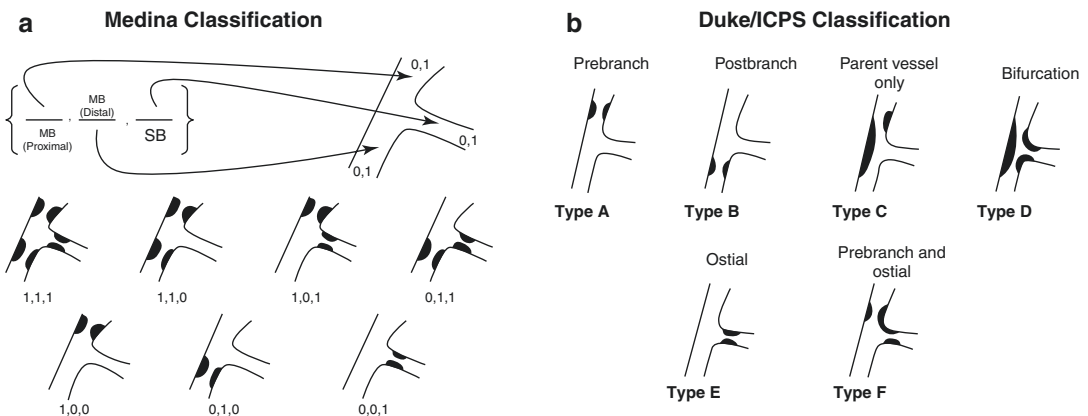 a
Medina Classification
0,1
MB
(Proximal)
,
MB
(Distal)
,
SB
0,1
0,1
1,1,1
1,1,0
1,0,1
0,1,1
1,0,0
0,1,0
0,0,1
b
Duke/ICPS Classification
Prebranch
Postbranch
Parent vessel
only
Bifurcation
Type A
Type B
Type C
Type D
Ostial
Prebranch and
ostial
Type E
Type F